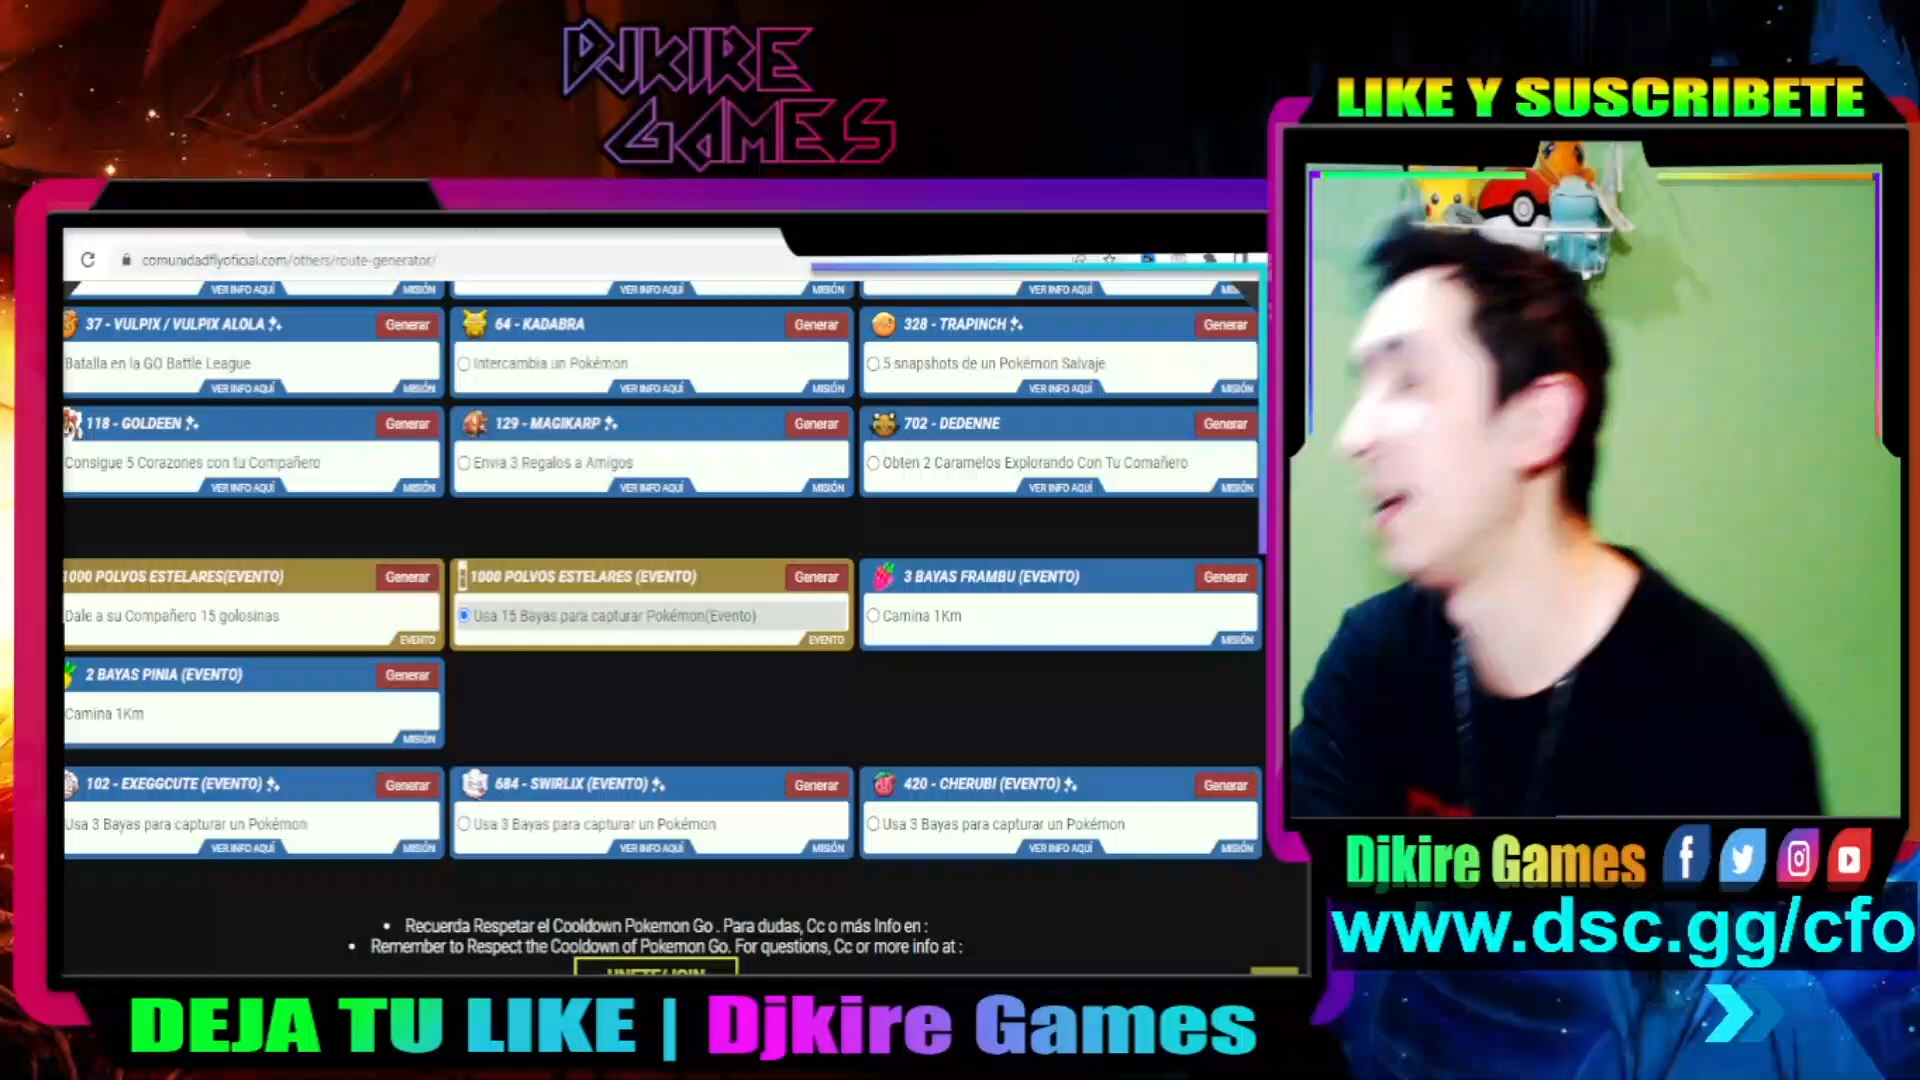 DJKIRE
GAMES
LIKE Y SUSCRIBETE
comunidadflyoficial.com/others/route-generator/
VER INFO AQUÍ MISIÓN VER INFO AQUÍ MISIÓN VER INFO AQUÍ
37 - VULPIX / VULPIX ALOLA Generar 64 - KADABRA Generar 328 - TRAPINCH Generar
Batalla en la GO Battle League Intercambia un Pokémon 5 snapshots de un Pokémon Salvaje
VER INFO AQUÍ MISIÓN VER INFO AQUÍ MISIÓN VER INFO AQUÍ MISIÓN
118 - GOLDEEN Generar 129 - MAGIKARP Generar 702 - DEDENNE Generar
Consigue 5 Corazones con tu Compañero Envia 3 Regalos a Amigos Obten 2 Caramelos Explorando Con Tu Comañero
VER INFO AQUÍ MISIÓN VER INFO AQUÍ MISIÓN VER INFO AQUÍ MISIÓN
1000 POLVOS ESTELARES(EVENTO) Generar 1000 POLVOS ESTELARES (EVENTO) Generar 3 BAYAS FRAMBU (EVENTO) Generar
Dale a su Compañero 15 golosinas Usa 15 Bayas para capturar Pokémon(Evento) Camina 1Km
EVENTO EVENTO MISIÓN
2 BAYAS PINIA (EVENTO) Generar
Camina 1Km
MISIÓN
102 - EXEGGCUTE (EVENTO) Generar 684 - SWIRLIX (EVENTO) Generar 420 - CHERUBI (EVENTO) Generar
Usa 3 Bayas para capturar un Pokémon Usa 3 Bayas para capturar un Pokémon Usa 3 Bayas para capturar un Pokémon
VER INFO AQUÍ MISIÓN VER INFO AQUÍ MISIÓN VER INFO AQUÍ MISIÓN
• Recuerda Respetar el Cooldown Pokemon Go . Para dudas, Cc o más Info en :
• Remember to Respect the Cooldown of Pokemon Go. For questions, Cc or more info at :
UNETE/JOIN
Djkire Games
www.dsc.gg/cfo
DEJA TU LIKE | Djkire Games